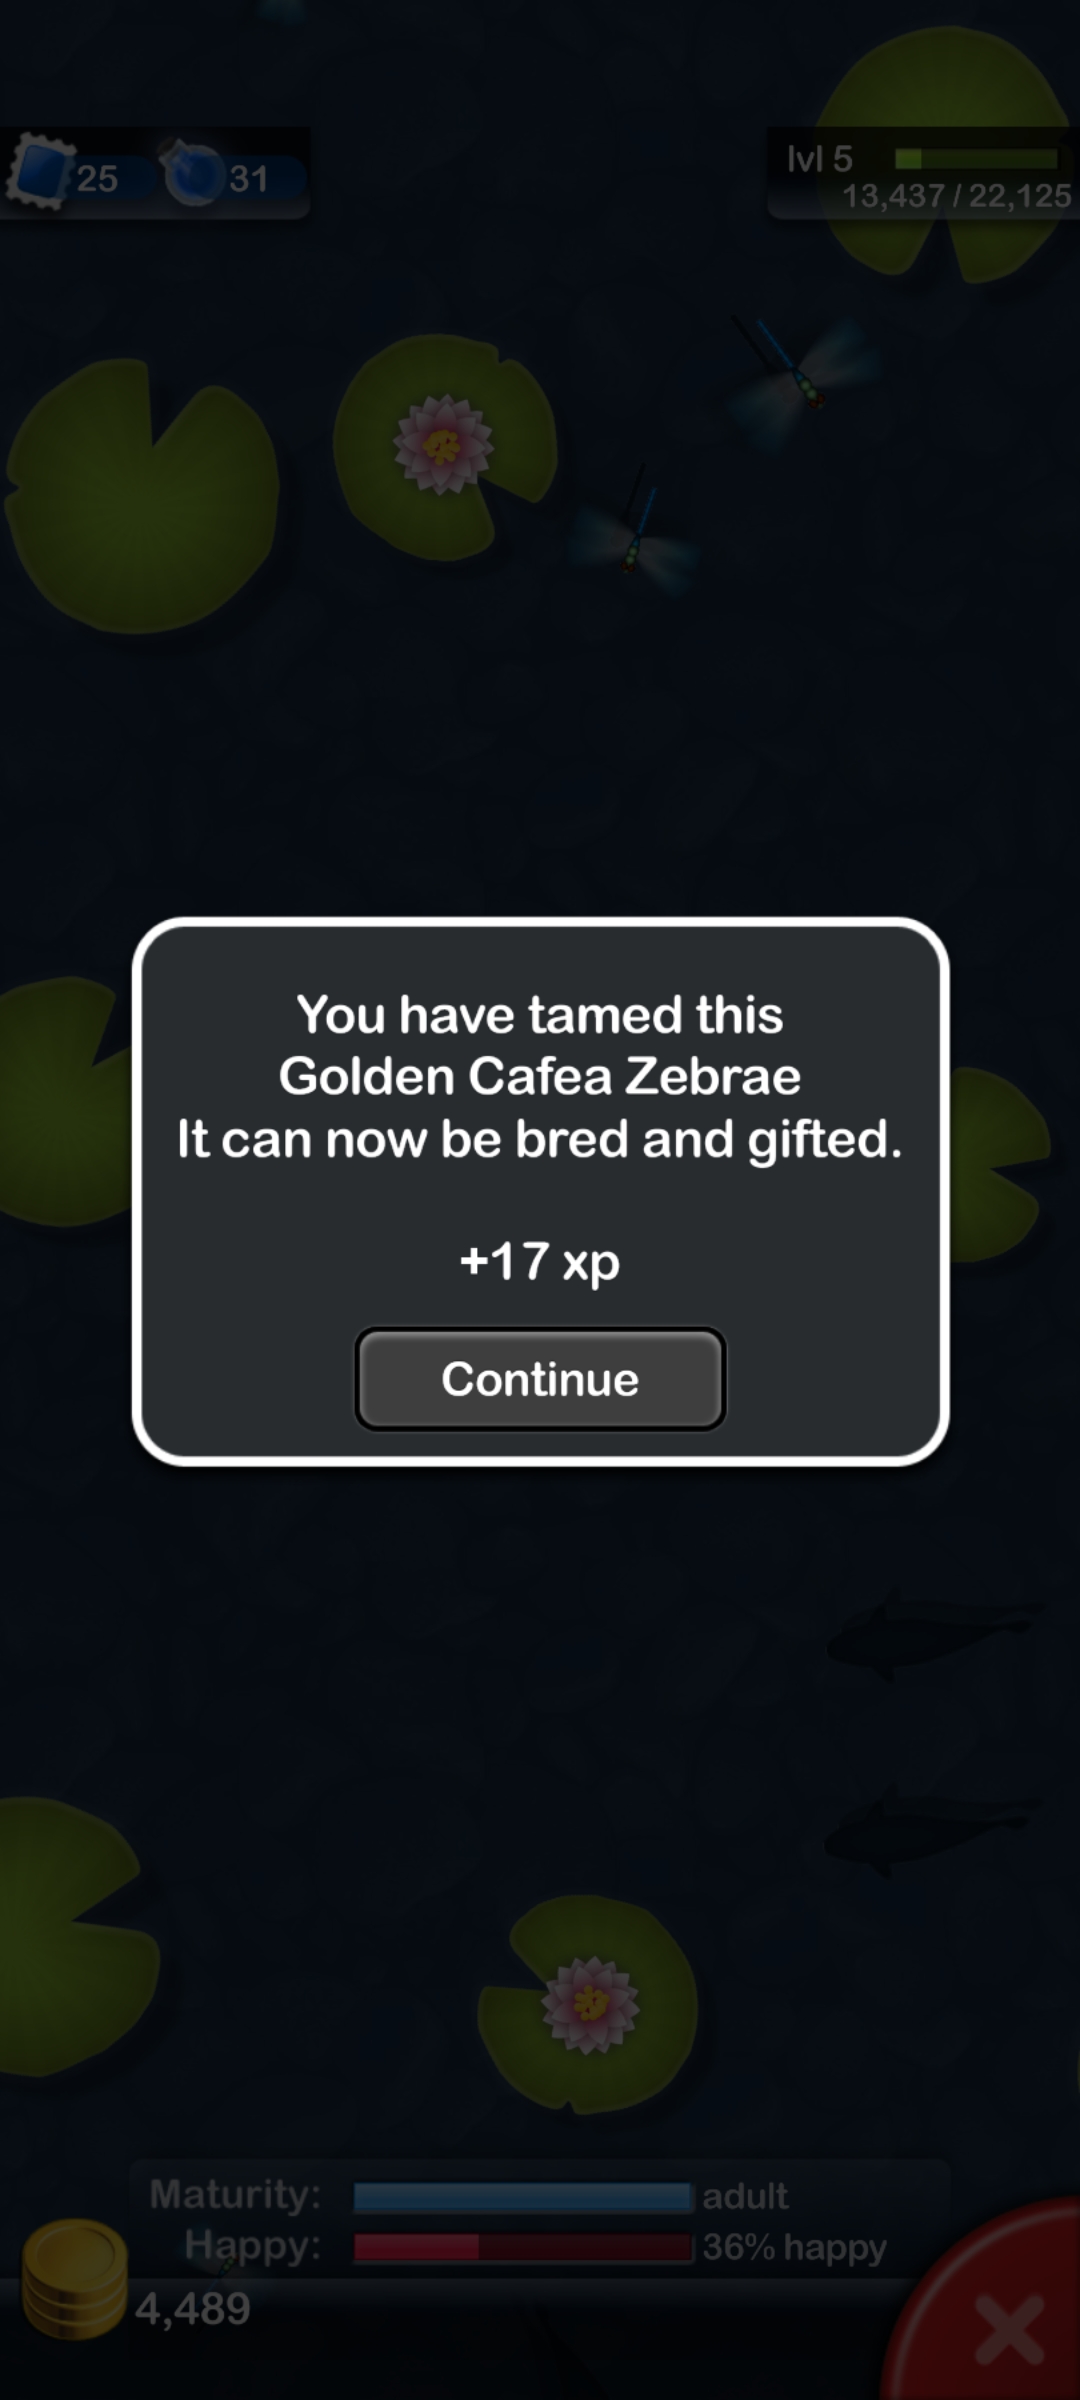 25
31
lvl 5
13,437 / 22,125
You have tamed this
Golden Cafea Zebrae
It can now be bred and gifted.
+17 xp
Continue
Maturity: adult
Happy: 36% happy
4,489